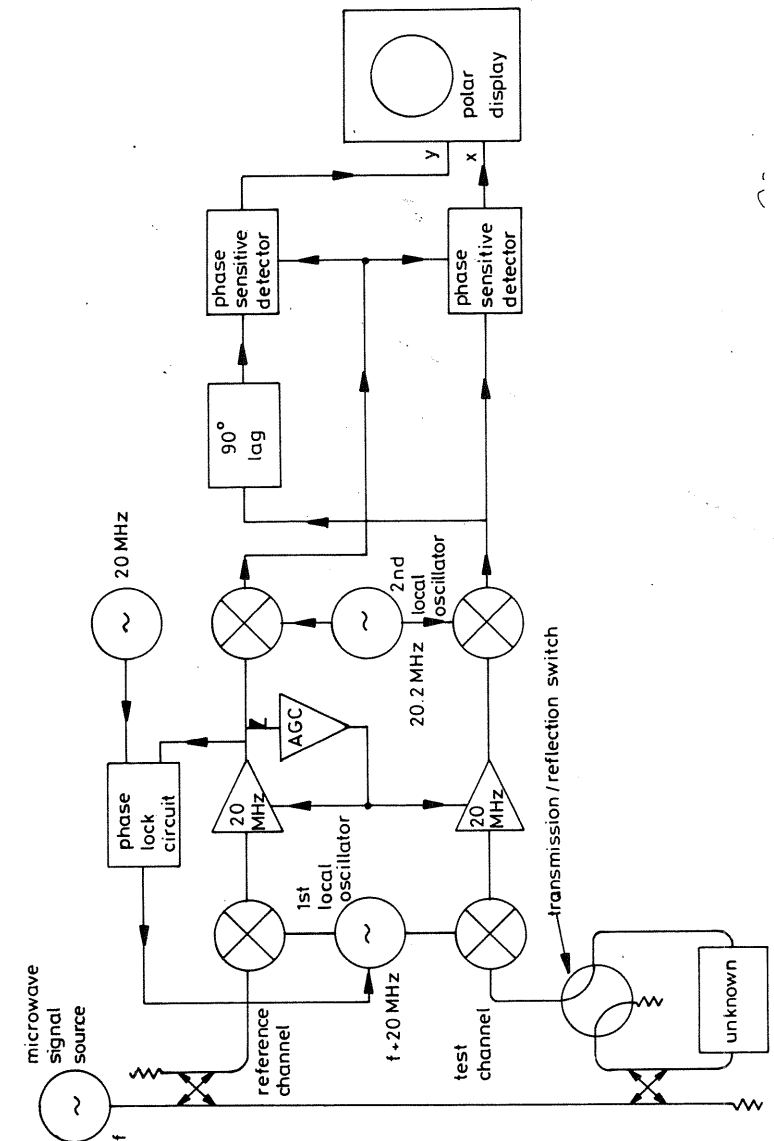 microwave
signal
source
f
20 MHz
phase
lock
circuit
reference
channel
1st
local
oscillator
f+20 MHz
test
channel
20
MHz
20
MHz
AGC
2nd
local
oscillator
20.2 MHz
transmission/reflection switch
unknown
90°
lag
phase
sensitive
detector
phase
sensitive
detector
y
x
polar
display